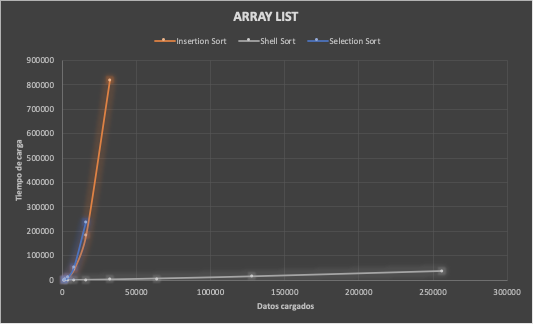 ARRAY LIST
Insertion Sort Shell Sort Selection Sort
900000
800000
700000
600000
500000
400000
300000
200000
100000
0
Tiempo de carga
0 50000 100000 150000 200000 250000 300000
Datos cargados